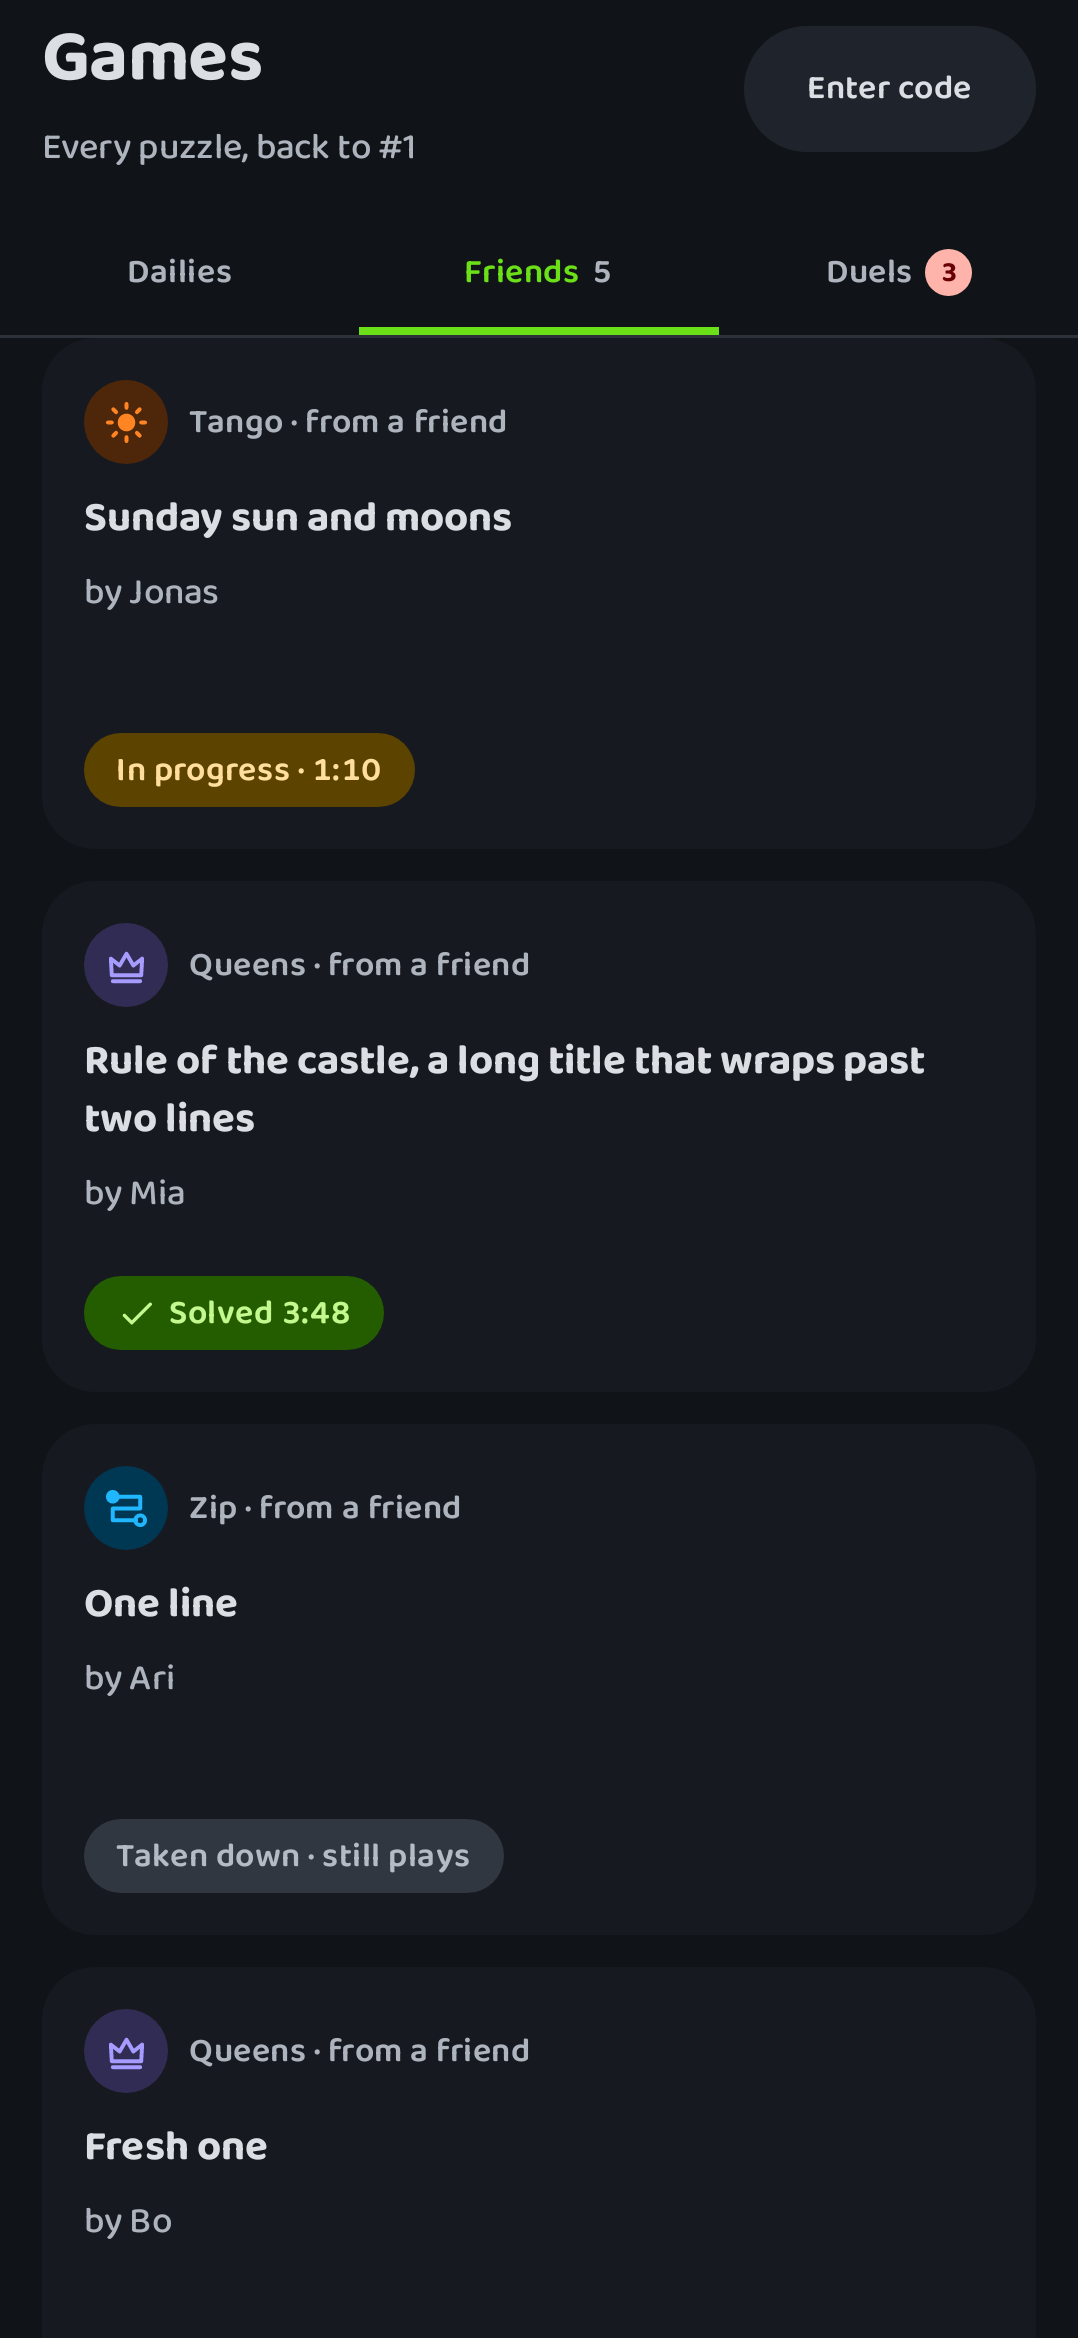 Games
Enter code
Every puzzle, back to #1
Dailies
Friends 5
Duels 3
Tango · from a friend
Sunday sun and moons
by Jonas
In progress · 1:10
Queens · from a friend
Rule of the castle, a long title that wraps past
two lines
by Mia
Solved 3:48
Zip · from a friend
One line
by Ari
Taken down · still plays
Queens · from a friend
Fresh one
by Bo